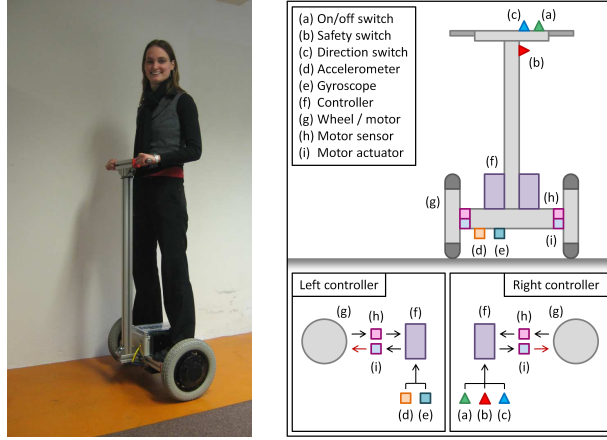 (a) On/off switch
(b) Safety switch
(c) Direction switch
(d) Accelerometer
(e) Gyroscope
(f) Controller
(g) Wheel / motor
(h) Motor sensor
(i) Motor actuator
(c) (a)
(b)
(f)
(g)
(h)
(i)
(d) (e)
Left controller
(g) (h) (f)
(i)
(d) (e)
Right controller
(f) (h) (g)
(i)
(a) (b) (c)